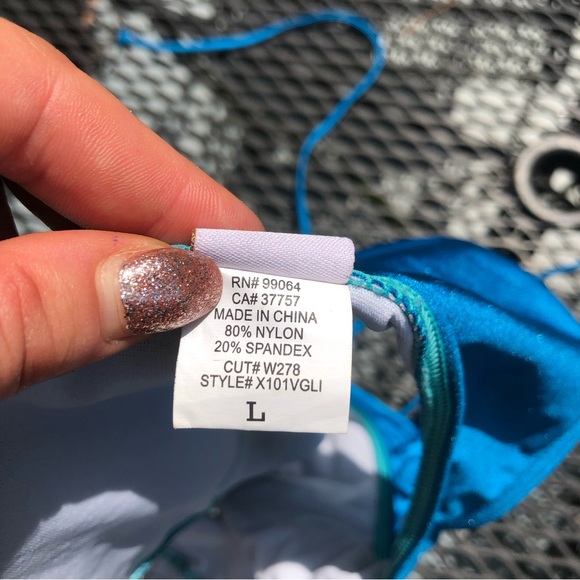 RN# 99064
CA# 37757
MADE IN CHINA
80% NYLON
20% SPANDEX
CUT# W278
STYLE# X101VGLI
L